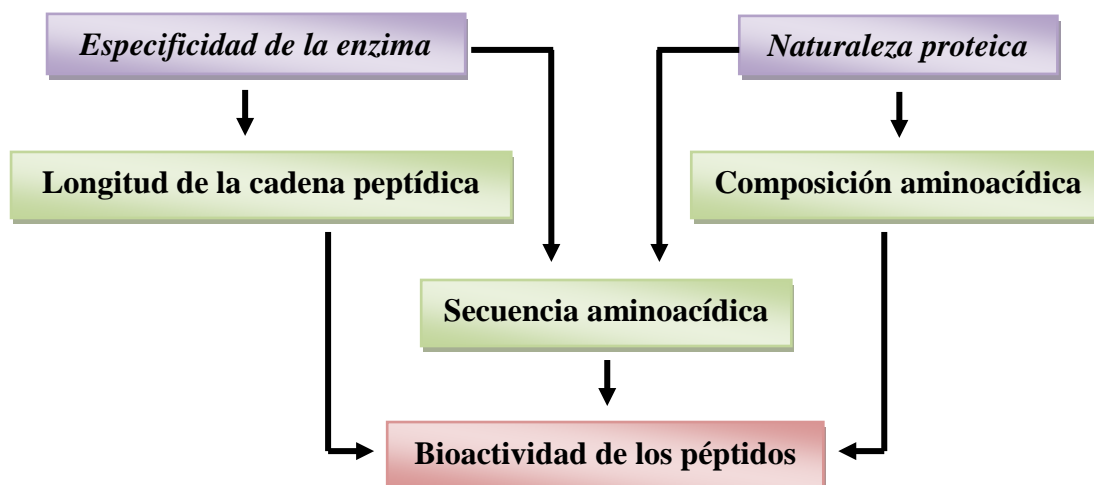 Especificidad de la enzima
Naturaleza proteica
Longitud de la cadena peptídica
Composición aminoacídica
Secuencia aminoacídica
Bioactividad de los péptidos